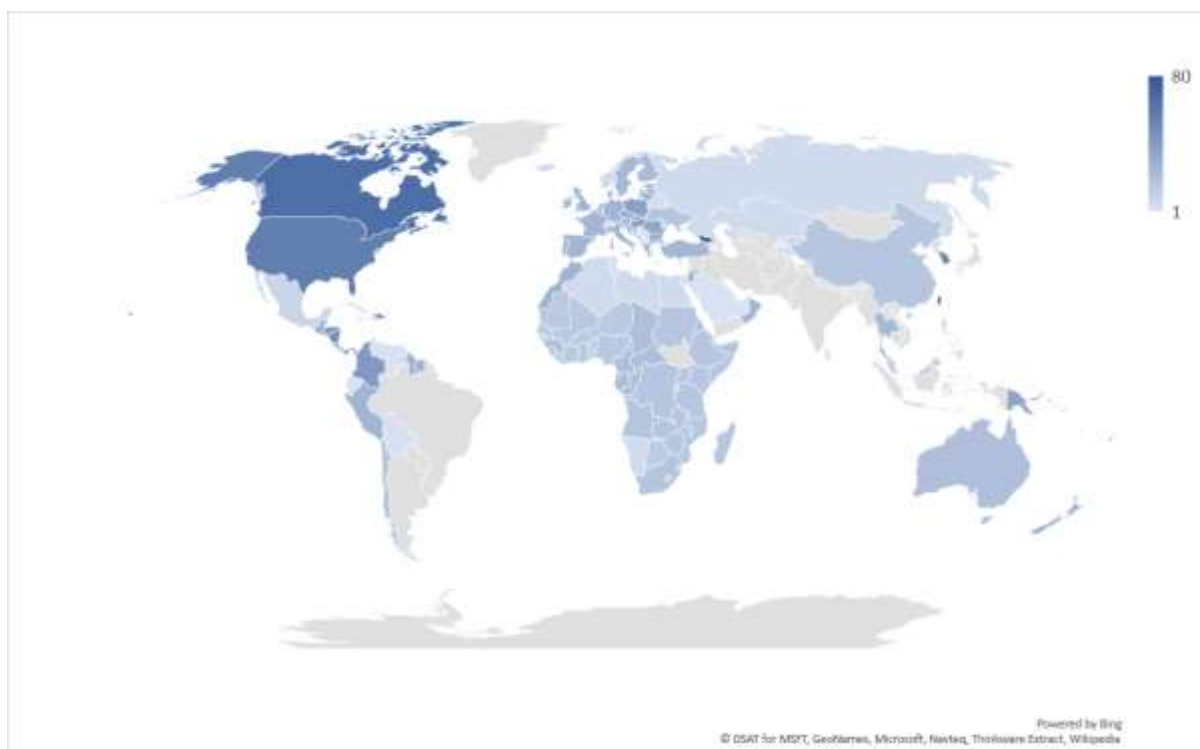 80
1
Powered by Bing
© DSAT for MSFT, GeoNames, Microsoft, Navteq, Thinkware Extract, Wikipedia